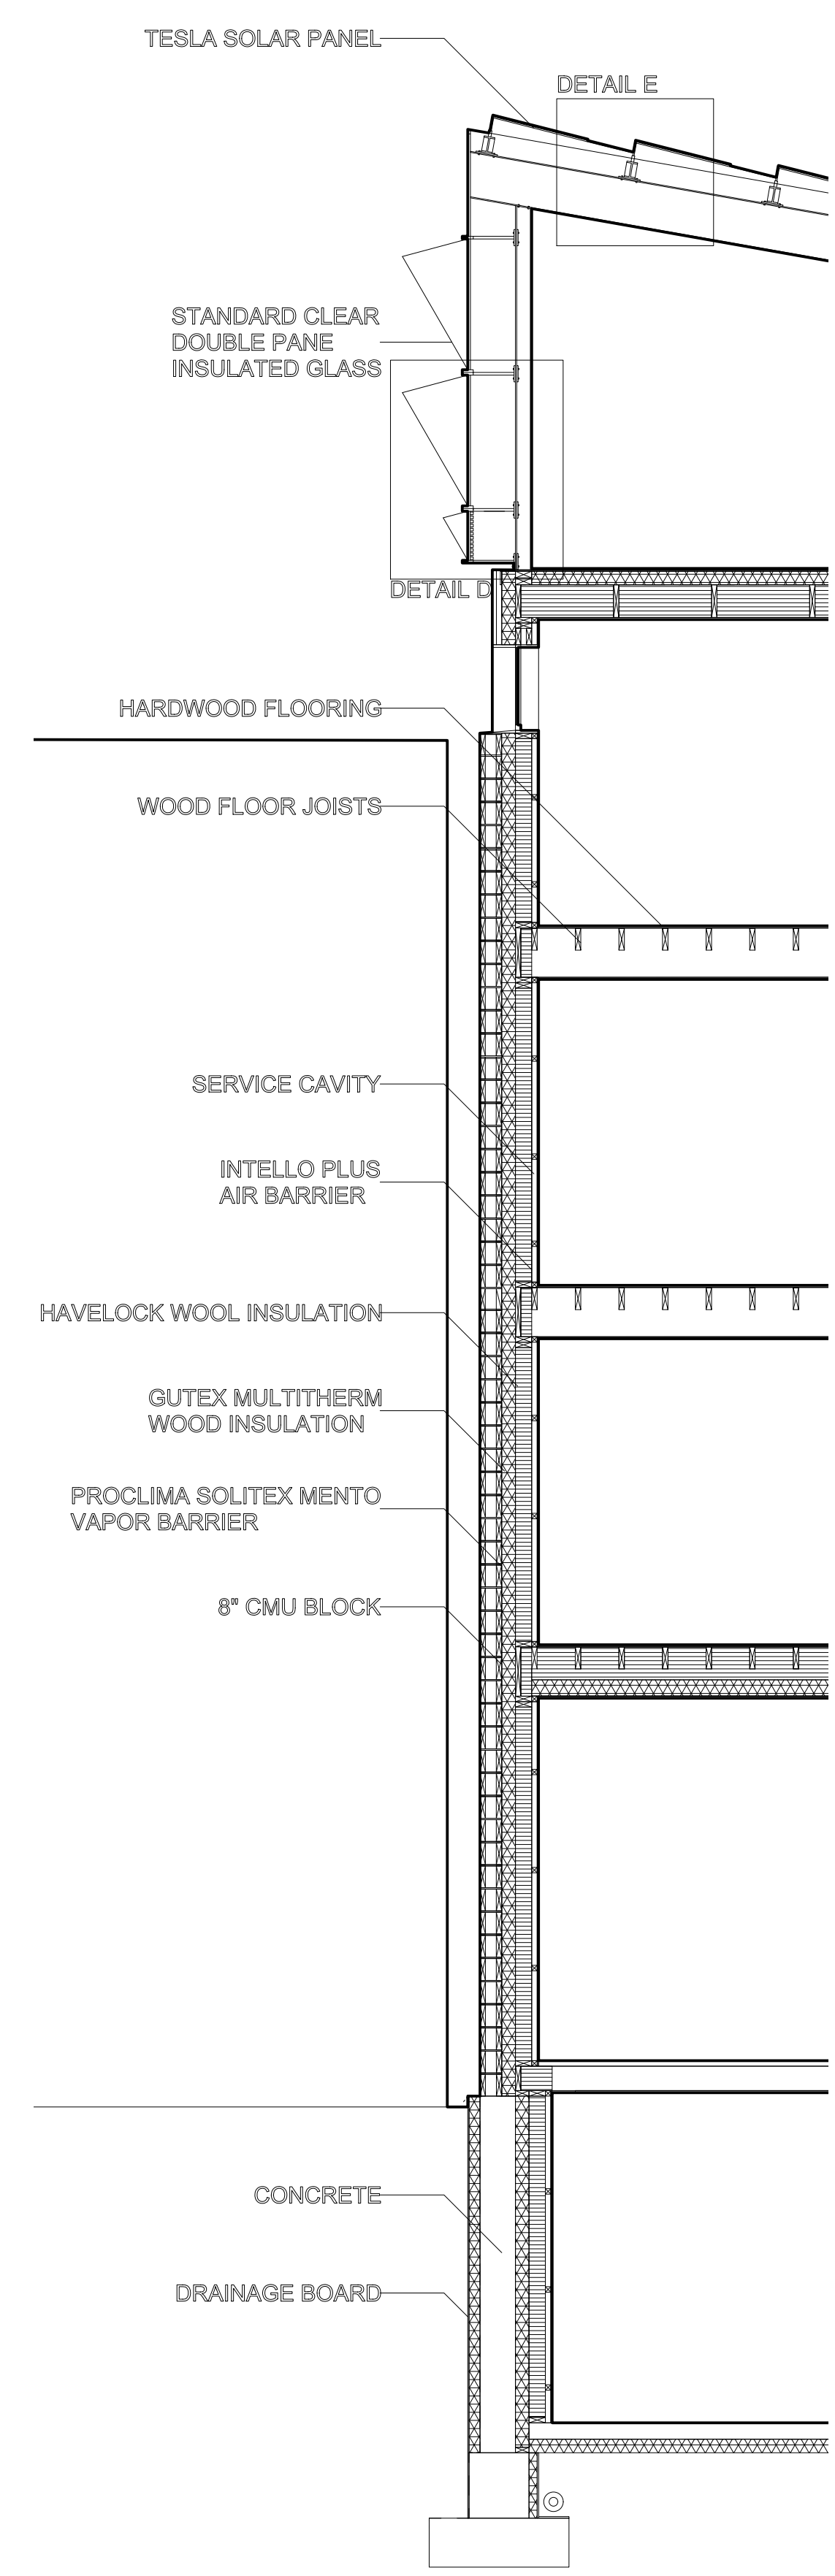 TESLA SOLAR PANEL
DETAIL E
STANDARD CLEAR
DOUBLE PANE
INSULATED GLASS
DETAIL D
HARDWOOD FLOORING
WOOD FLOOR JOISTS
SERVICE CAVITY
INTELLO PLUS
AIR BARRIER
HAVELOCK WOOL INSULATION
GUTEX MULTITHERM
WOOD INSULATION
PROCLIMA SOLITEX MENTO
VAPOR BARRIER
8" CMU BLOCK
CONCRETE
DRAINAGE BOARD